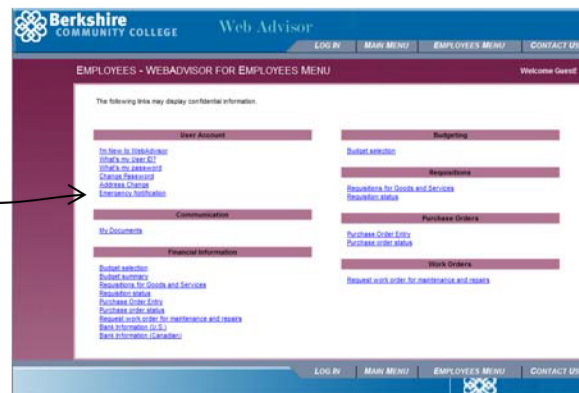 Berkshire
COMMUNITY COLLEGE
Web Advisor
LOG IN MAIN MENU EMPLOYEES MENU CONTACT US
EMPLOYEES - WEBADVISOR FOR EMPLOYEES MENU
Welcome Guest!
The following links may display confidential information.
User Account
I'm New to WebAdvisor
What's my User ID?
What's my password
Change Password
Address Change
Emergency Notification
Communication
My Documents
Financial Information
Budget selection
Budget summary
Requisitions for Goods and Services
Requisition status
Purchase Order Entry
Purchase order status
Request work order for maintenance and repairs
Bank Information (U.S.)
Bank Information (Canadian)
Budgeting
Budget selection
Requisitions
Requisitions for Goods and Services
Requisition status
Purchase Orders
Purchase Order Entry
Purchase order status
Work Orders
Request work order for maintenance and repairs
LOG IN MAIN MENU EMPLOYEES MENU CONTACT US